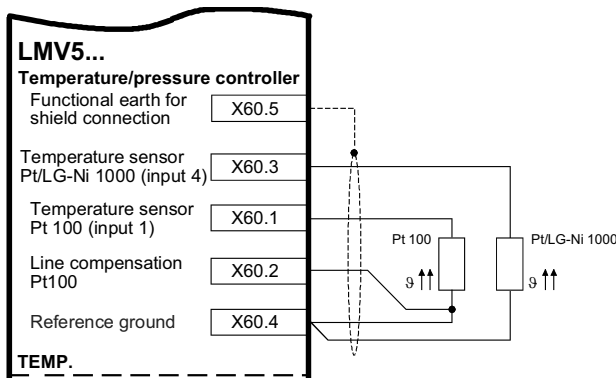 LMV5...
Temperature/pressure controller
Functional earth for
shield connection
X60.5
Temperature sensor
Pt/LG-Ni 1000 (input 4)
X60.3
Temperature sensor
Pt 100 (input 1)
X60.1
Line compensation
Pt100
X60.2
Reference ground
X60.4
TEMP.
Pt 100
ϑ
Pt/LG-Ni 1000
ϑ